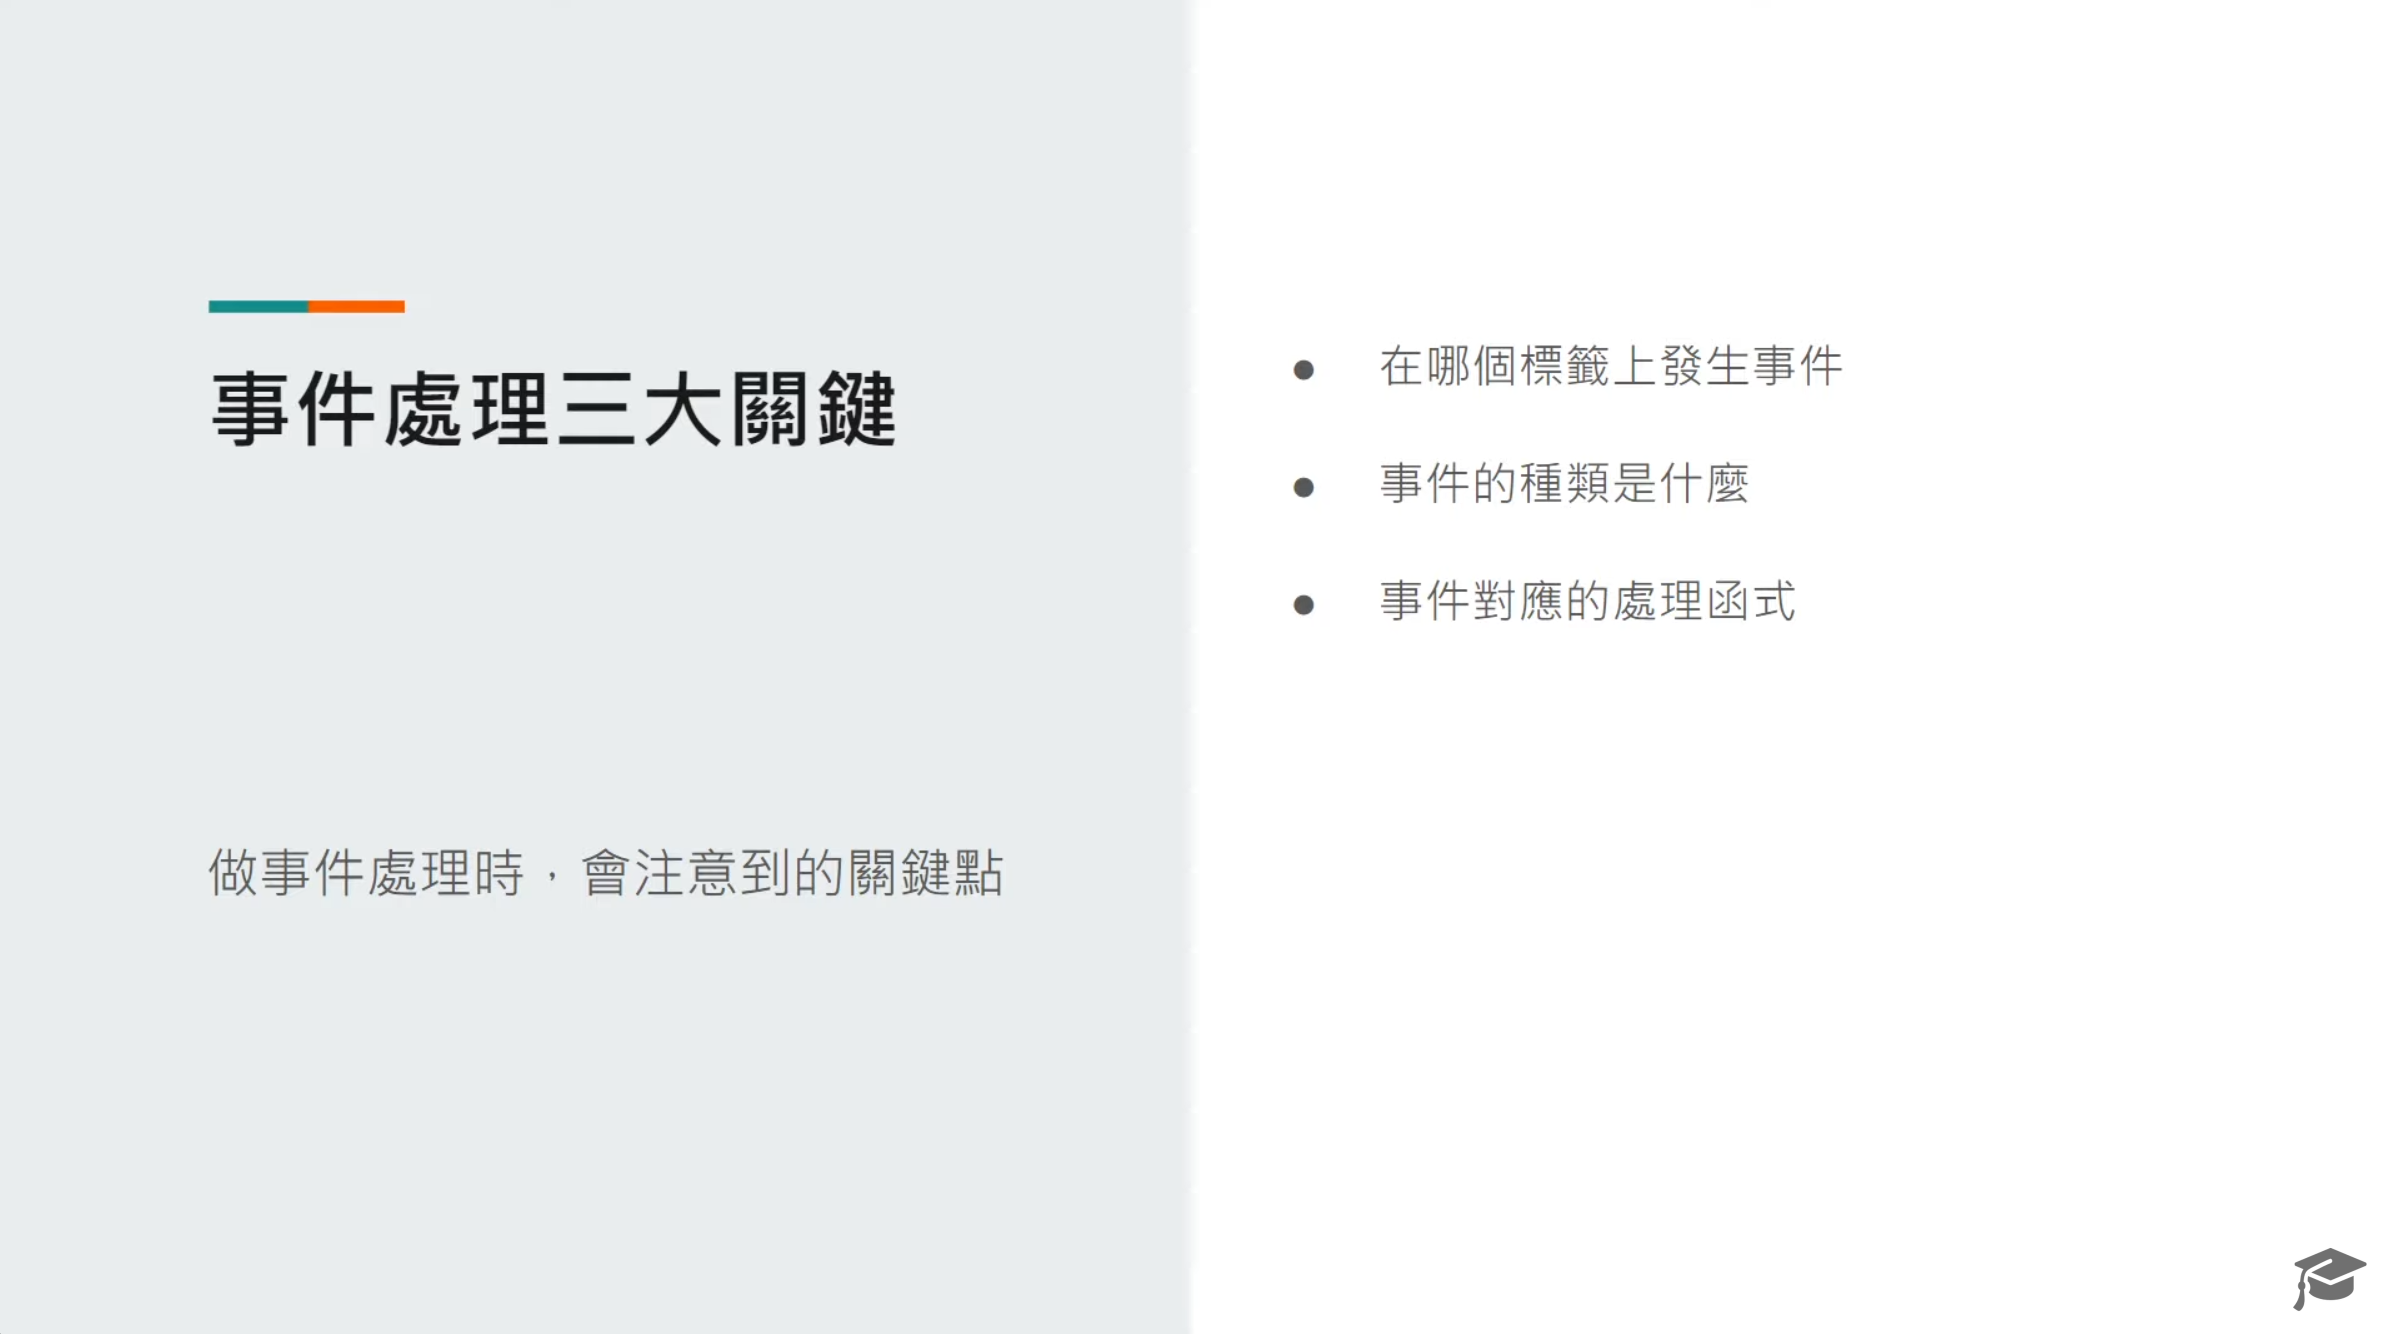 事件處理三大關鍵
做事件處理時，會注意到的關鍵點
● 在哪個標籤上發生事件
● 事件的種類是什麼
● 事件對應的處理函式